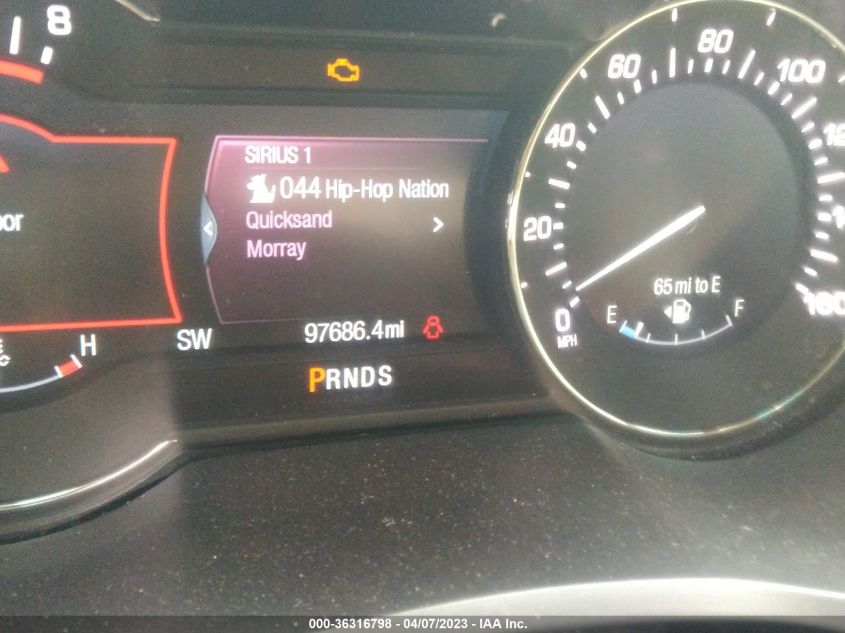 8
SIRIUS 1
044 Hip-Hop Nation
Quicksand
Morray
97686.4mi
SW
H
PRNDS
0
20
40
60
80
100
MPH
65 mi to E
E
F
000-36316798 - 04/07/2023 - IAA Inc.